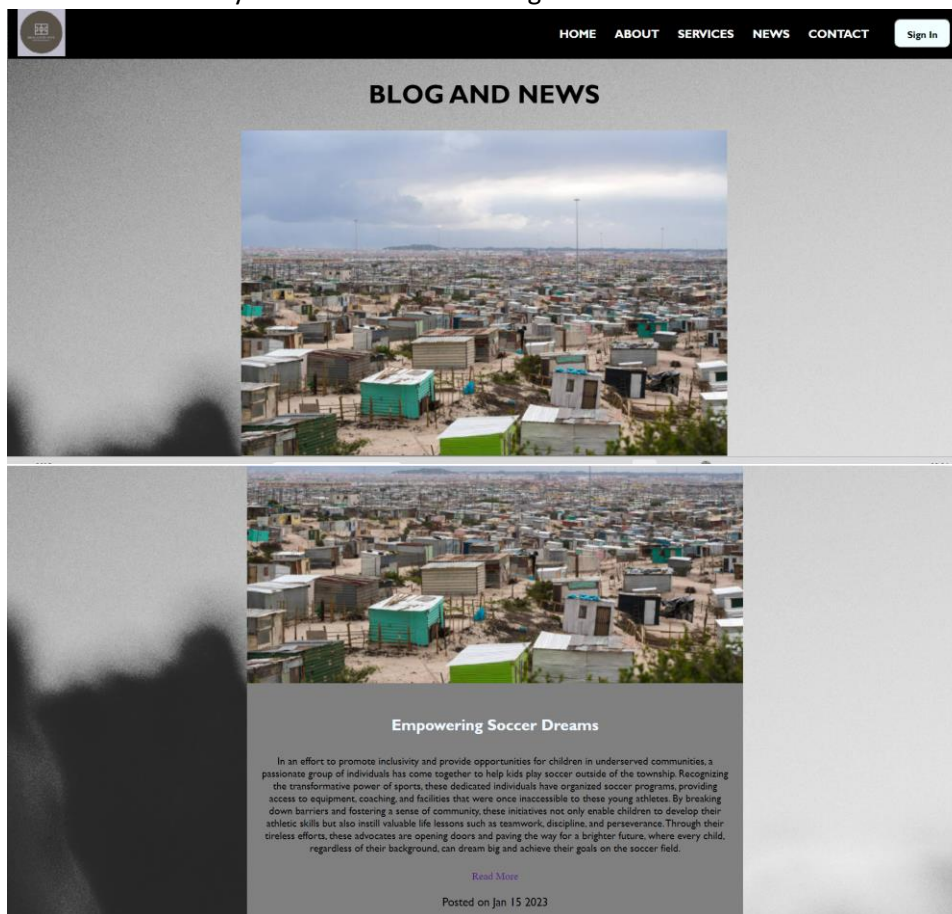 HOME ABOUT SERVICES NEWS CONTACT Sign In
BLOG AND NEWS
Empowering Soccer Dreams
In an effort to promote inclusivity and provide opportunities for children in underserved communities, a
passionate group of individuals has come together to help kids play soccer outside of the township. Recognizing
the transformative power of sports, these dedicated individuals have organized soccer programs, providing
access to equipment, coaching, and facilities that were once inaccessible to these young athletes. By breaking
down barriers and fostering a sense of community, these initiatives not only enable children to develop their
athletic skills but also instill valuable life lessons such as teamwork, discipline, and perseverance. Through their
tireless efforts, these advocates are opening doors and paving the way for a brighter future, where every child,
regardless of their background, can dream big and achieve their goals on the soccer field.
Read More
Posted on Jan 15 2023